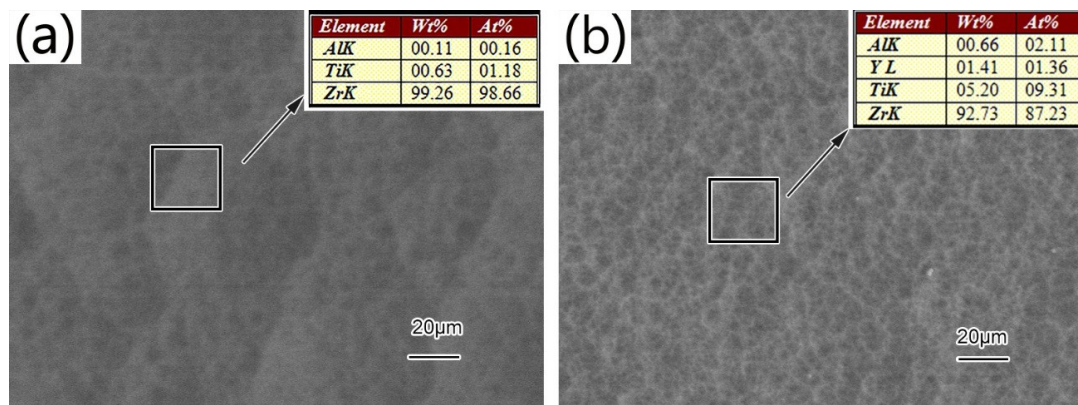 (a)
Element Wt% At%
AlK 00.11 00.16
TiK 00.63 01.18
ZrK 99.26 98.66
20μm
(b)
Element Wt% At%
AlK 00.66 02.11
Y L 01.41 01.36
TiK 05.20 09.31
ZrK 92.73 87.23
20μm